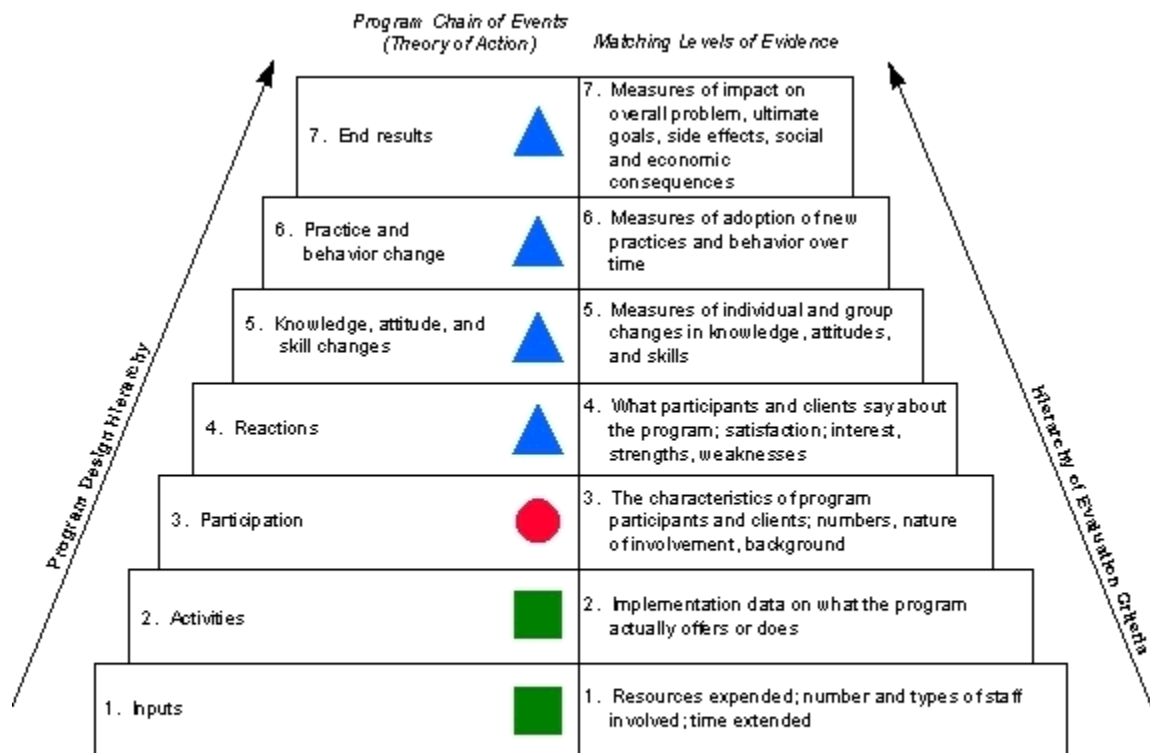 Program Chain of Events
(Theory of Action)
Matching Levels of Evidence
7. End results
7. Measures of impact on
overall problem, ultimate
goals, side effects, social
and economic
consequences
6. Practice and
behavior change
6. Measures of adoption of new
practices and behavior over
time
5. Knowledge, attitude, and
skill changes
5. Measures of individual and group
changes in knowledge, attitudes,
and skills
4. Reactions
4. What participants and clients say about
the program; satisfaction; interest,
strengths, weaknesses
3. Participation
3. The characteristics of program
participants and clients; numbers, nature
of involvement, background
2. Activities
2. Implementation data on what the program
actually offers or does
1. Inputs
1. Resources expended; number and types of staff
involved; time extended
Program Design Hierarchy
Hierarchy of Evaluation Criteria